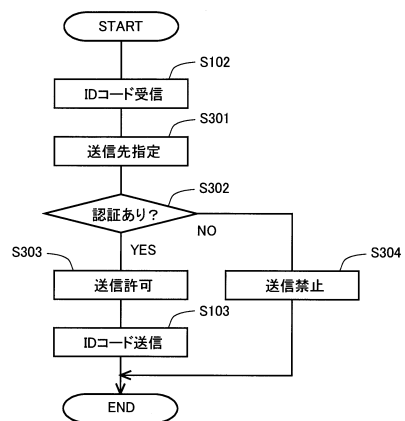 START
S102
IDコード受信
S301
送信先指定
S302
認証あり?
NO
YES
S303
送信許可
S304
送信禁止
S103
IDコード送信
END